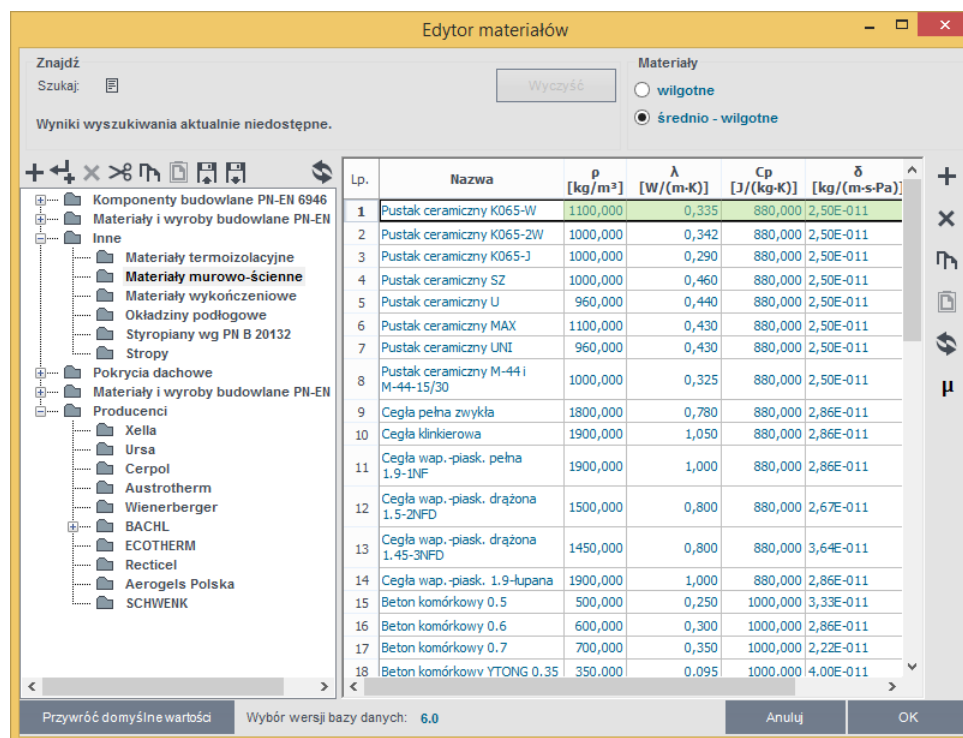 Edytor materiałów
Znajdź
Szukaj:
Wyczyść
Wyniki wyszukiwania aktualnie niedostępne.
Materiały
wilgotne
średnio - wilgotne
Komponenty budowlane PN-EN 6946
Materiały i wyroby budowlane PN-EN
Inne
Materiały termoizolacyjne
Materiały murowo-ścienne
Materiały wykończeniowe
Okładziny podłogowe
Styropiany wg PN B 20132
Stropy
Pokrycia dachowe
Materiały i wyroby budowlane PN-EN
Producenci
Xella
Ursa
Cerpol
Austrotherm
Wienerberger
BACHL
ECOTHERM
Recticel
Aerogels Polska
SCHWENK
Lp. Nazwa ρ [kg/m³] λ [W/(m·K)] Cp [J/(kg·K)] δ [kg/(m·s·Pa)]
1 Pustak ceramiczny K065-W 1100,000 0,335 880,000 2,50E-011
2 Pustak ceramiczny K065-2W 1000,000 0,342 880,000 2,50E-011
3 Pustak ceramiczny K065-J 1000,000 0,290 880,000 2,50E-011
4 Pustak ceramiczny SZ 1000,000 0,460 880,000 2,50E-011
5 Pustak ceramiczny U 960,000 0,440 880,000 2,50E-011
6 Pustak ceramiczny MAX 1100,000 0,430 880,000 2,50E-011
7 Pustak ceramiczny UNI 960,000 0,430 880,000 2,50E-011
8 Pustak ceramiczny M-44 i M-44-15/30 1000,000 0,325 880,000 2,50E-011
9 Cegła pełna zwykła 1800,000 0,780 880,000 2,86E-011
10 Cegła klinkierowa 1900,000 1,050 880,000 2,86E-011
11 Cegła wap.-piask. pełna 1.9-1NF 1900,000 1,000 880,000 2,86E-011
12 Cegła wap.-piask. drążona 1.5-2NFD 1500,000 0,800 880,000 2,67E-011
13 Cegła wap.-piask. drążona 1.45-3NFD 1450,000 0,800 880,000 3,64E-011
14 Cegła wap.-piask. 1.9-łupana 1900,000 1,000 880,000 2,86E-011
15 Beton komórkowy 0.5 500,000 0,250 1000,000 3,33E-011
16 Beton komórkowy 0.6 600,000 0,300 1000,000 2,86E-011
17 Beton komórkowy 0.7 700,000 0,350 1000,000 2,22E-011
18 Beton komórkowy YTONG 0.35 350,000 0,095 1000,000 4,00E-011
μ
Przywróć domyślne wartości
Wybór wersji bazy danych: 6.0
Anuluj
OK